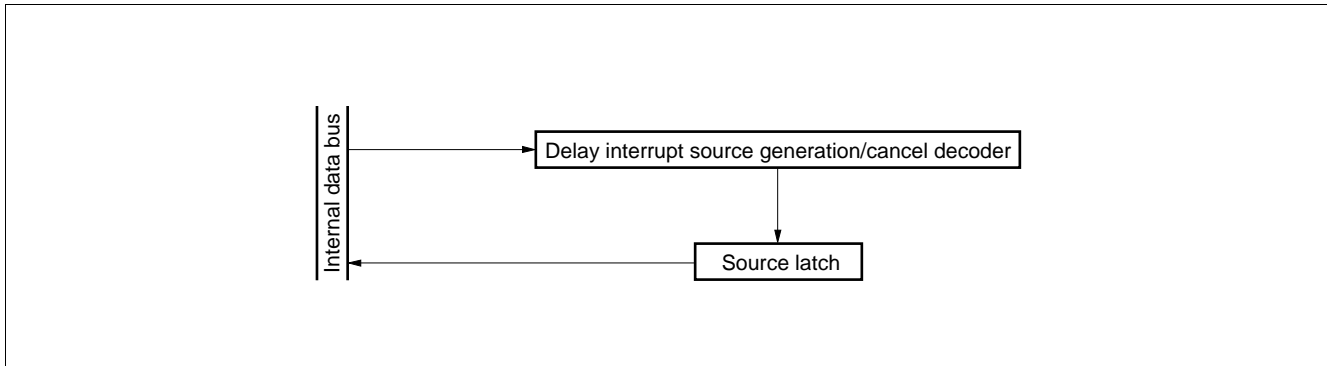 Internal data bus
Delay interrupt source generation/cancel decoder
Source latch